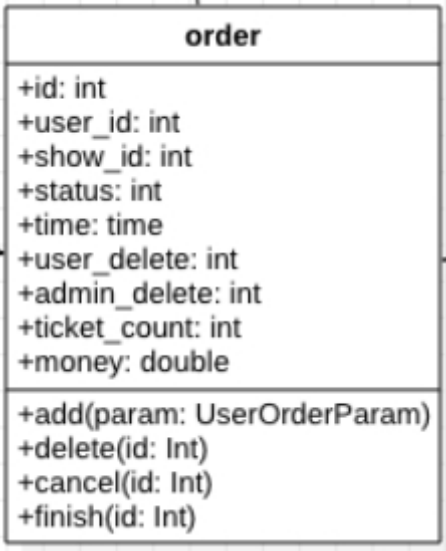 order
+id: int
+user_id: int
+show_id: int
+status: int
+time: time
+user_delete: int
+admin_delete: int
+ticket_count: int
+money: double
+add(param: UserOrderParam)
+delete(id: Int)
+cancel(id: Int)
+finish(id: Int)